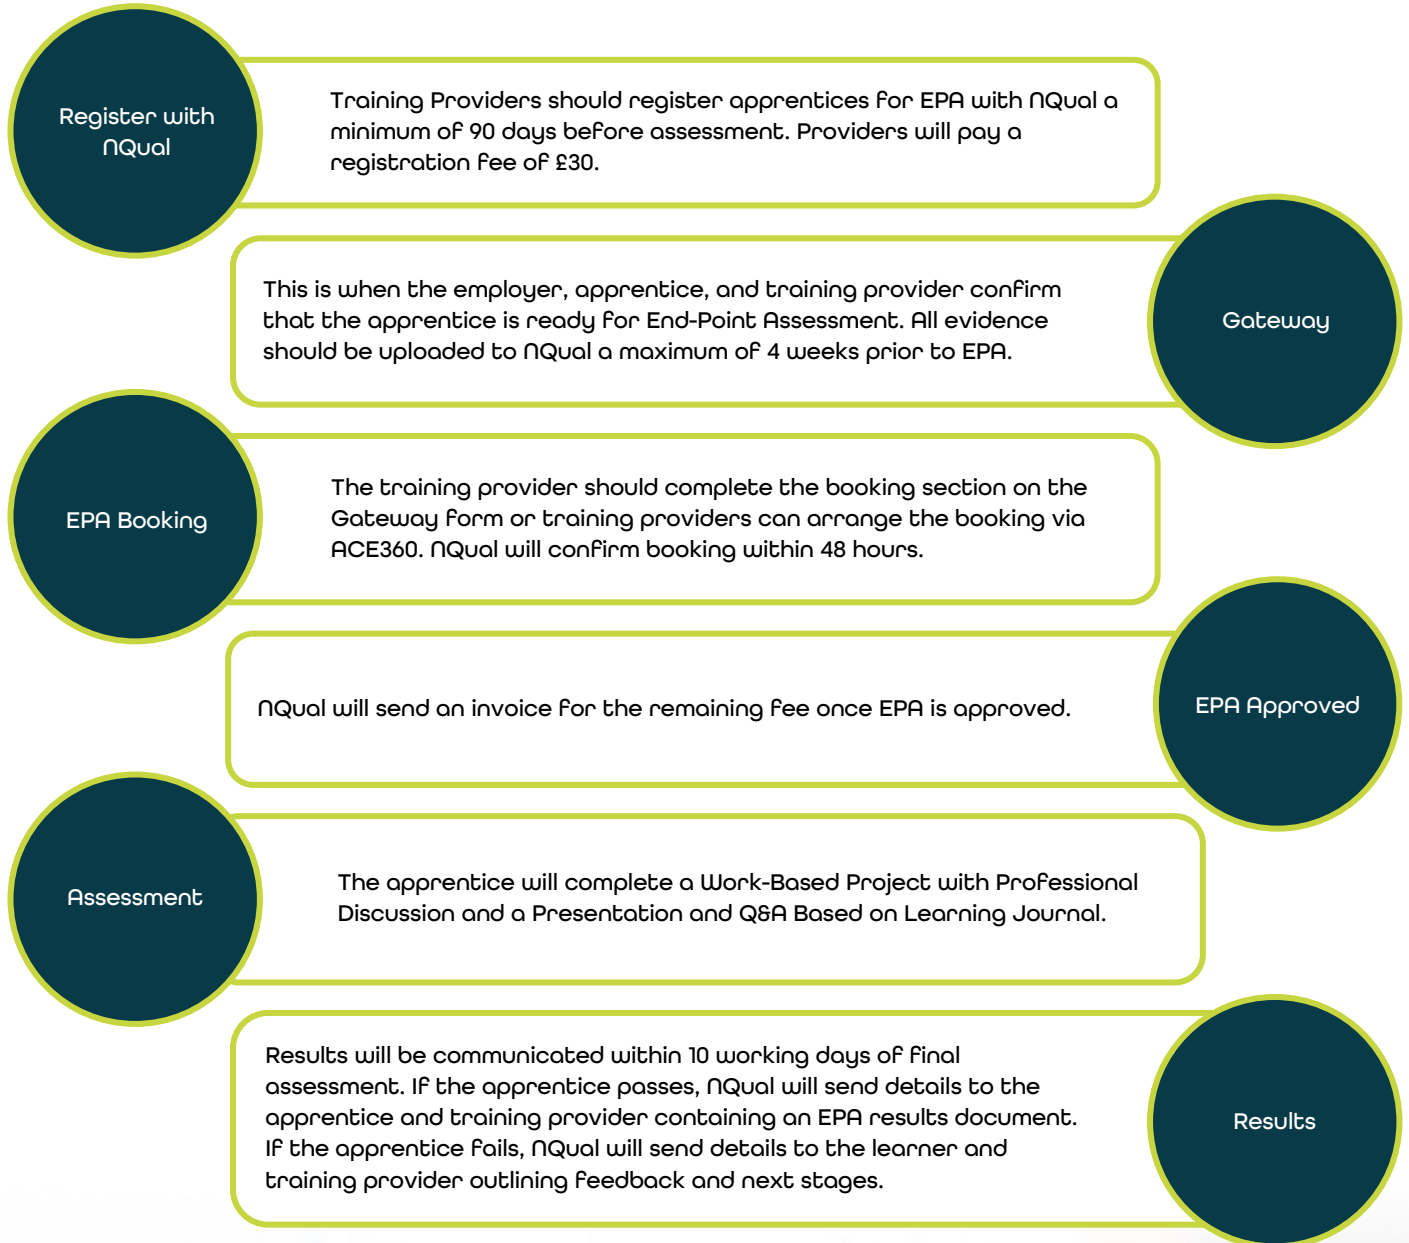 Register with
NQual
Training Providers should register apprentices for EPA with NQual a
minimum of 90 days before assessment. Providers will pay a
registration fee of £30.
This is when the employer, apprentice, and training provider confirm
that the apprentice is ready for End-Point Assessment. All evidence
should be uploaded to NQual a maximum of 4 weeks prior to EPA.
Gateway
EPA Booking
The training provider should complete the booking section on the
Gateway form or training providers can arrange the booking via
ACE360. NQual will confirm booking within 48 hours.
NQual will send an invoice for the remaining fee once EPA is approved.
EPA Approved
Assessment
The apprentice will complete a Work-Based Project with Professional
Discussion and a Presentation and Q&A Based on Learning Journal.
Results will be communicated within 10 working days of final
assessment. If the apprentice passes, NQual will send details to the
apprentice and training provider containing an EPA results document.
If the apprentice fails, NQual will send details to the learner and
training provider outlining feedback and next stages.
Results